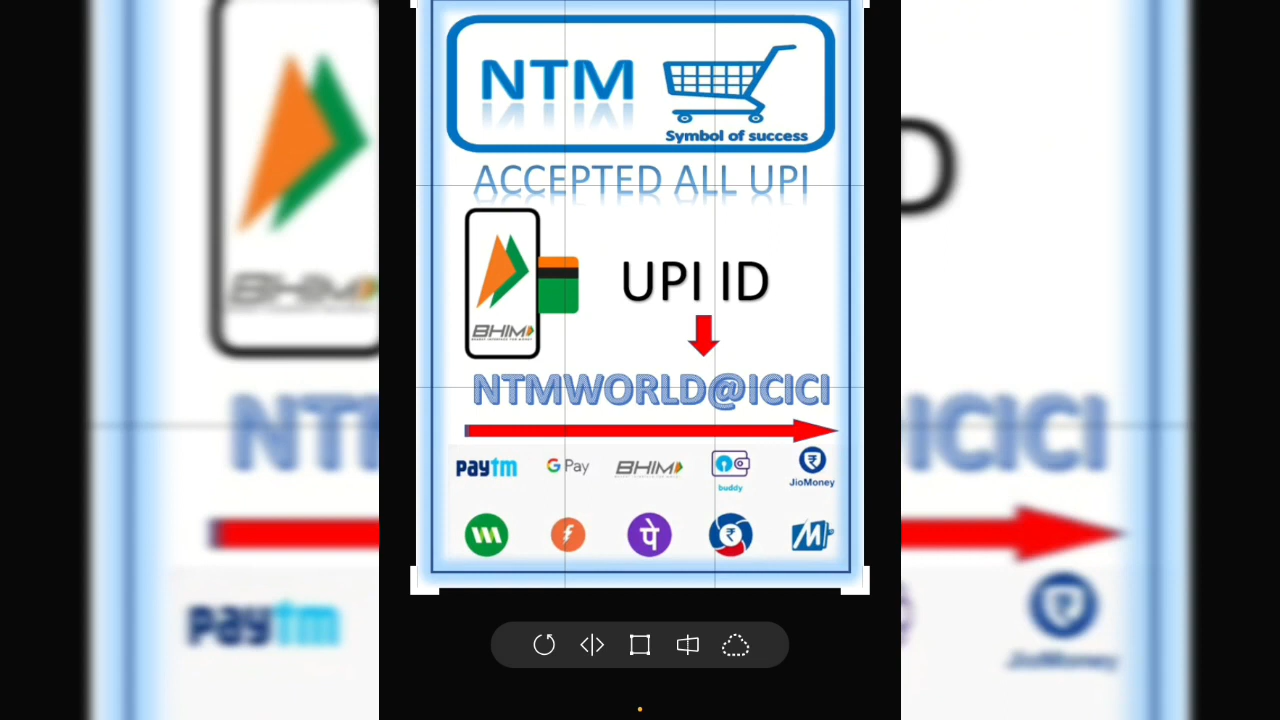 NTM
Symbol of success
ACCEPTED ALL UPI
BHIM
UPI ID
NTMWORLD@ICICI
Paytm G Pay BHIM buddy JioMoney
पे ₹